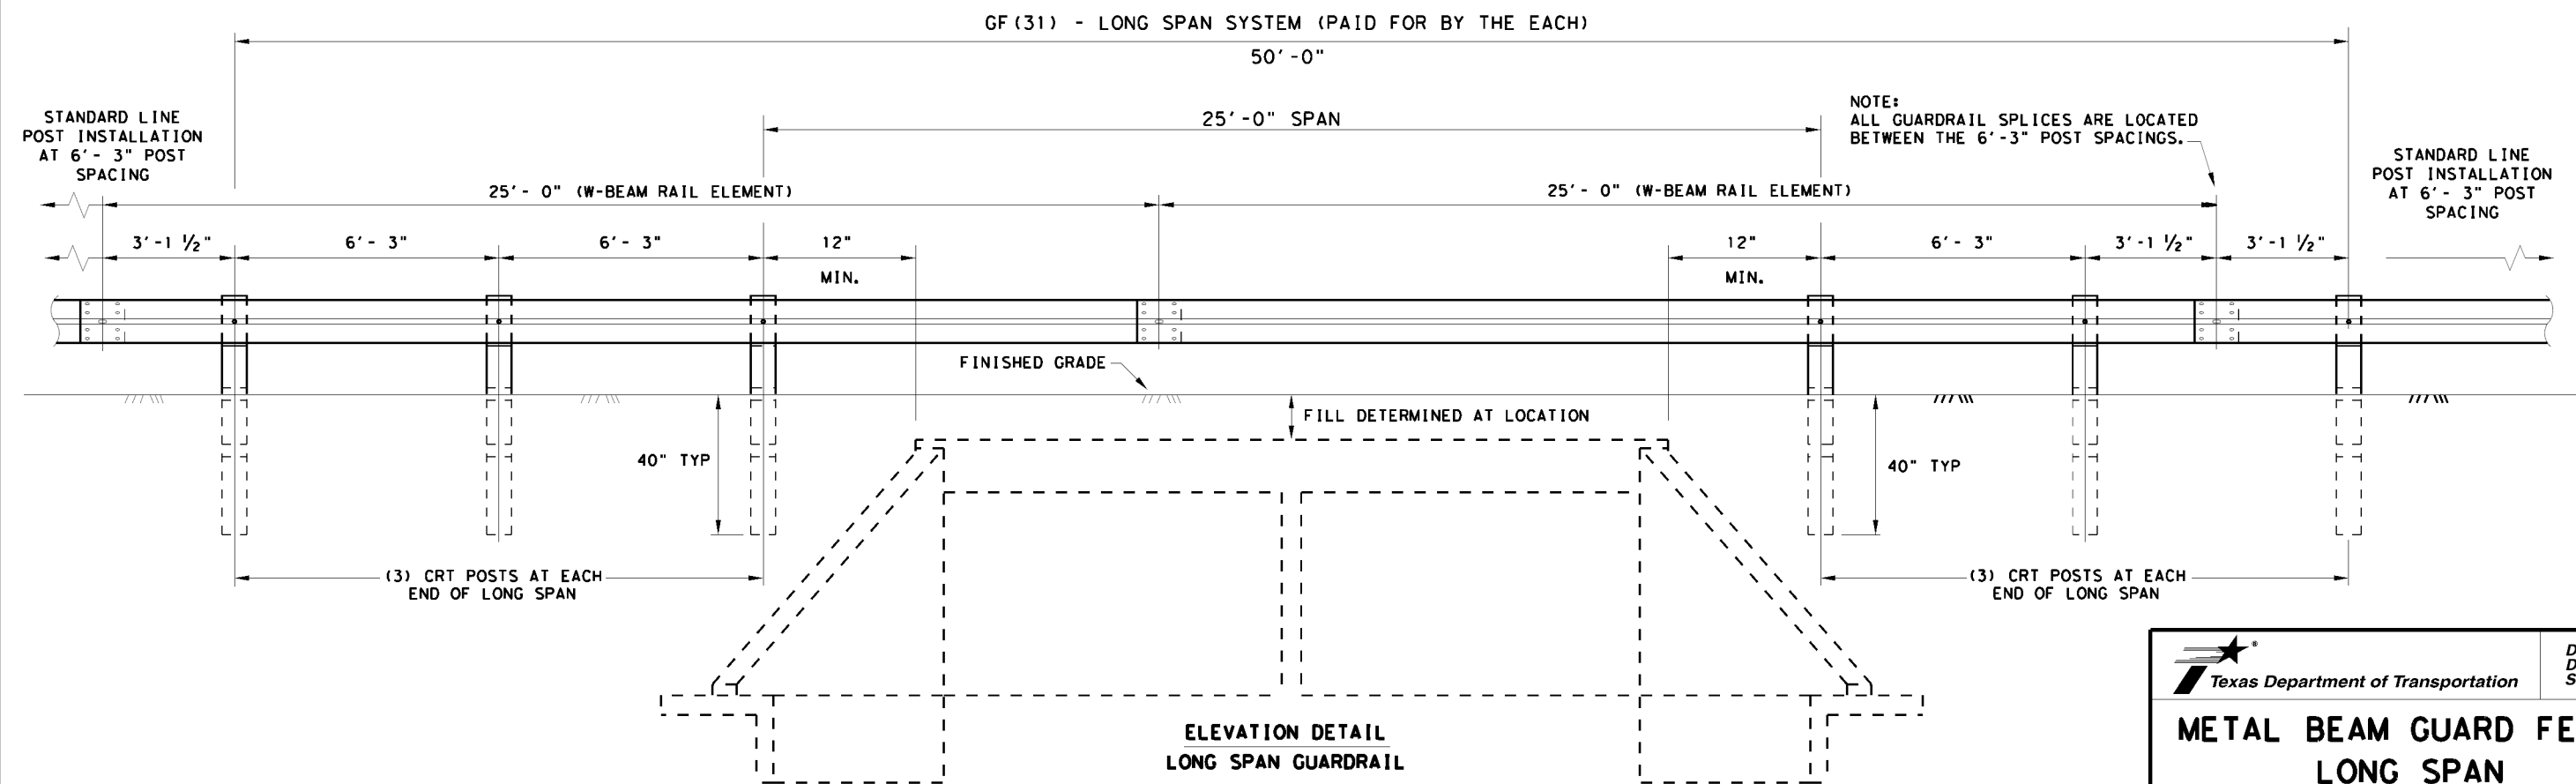 GF(31) - LONG SPAN SYSTEM (PAID FOR BY THE EACH)
50'-0"
25'-0" SPAN
NOTE:
ALL GUARDRAIL SPLICES ARE LOCATED
BETWEEN THE 6'-3" POST SPACINGS.
STANDARD LINE
POST INSTALLATION
AT 6'- 3" POST
SPACING
STANDARD LINE
POST INSTALLATION
AT 6'- 3" POST
SPACING
25'- 0" (W-BEAM RAIL ELEMENT)
25'- 0" (W-BEAM RAIL ELEMENT)
3'-1 ½"
6'- 3"
6'- 3"
12"
MIN.
12"
MIN.
6'- 3"
3'-1 ½"
3'-1 ½"
FINISHED GRADE
FILL DETERMINED AT LOCATION
40" TYP
40" TYP
(3) CRT POSTS AT EACH
END OF LONG SPAN
(3) CRT POSTS AT EACH
END OF LONG SPAN
ELEVATION DETAIL
LONG SPAN GUARDRAIL
®
Texas Department of Transportation
D
D
S
METAL BEAM GUARD FE
LONG SPAN